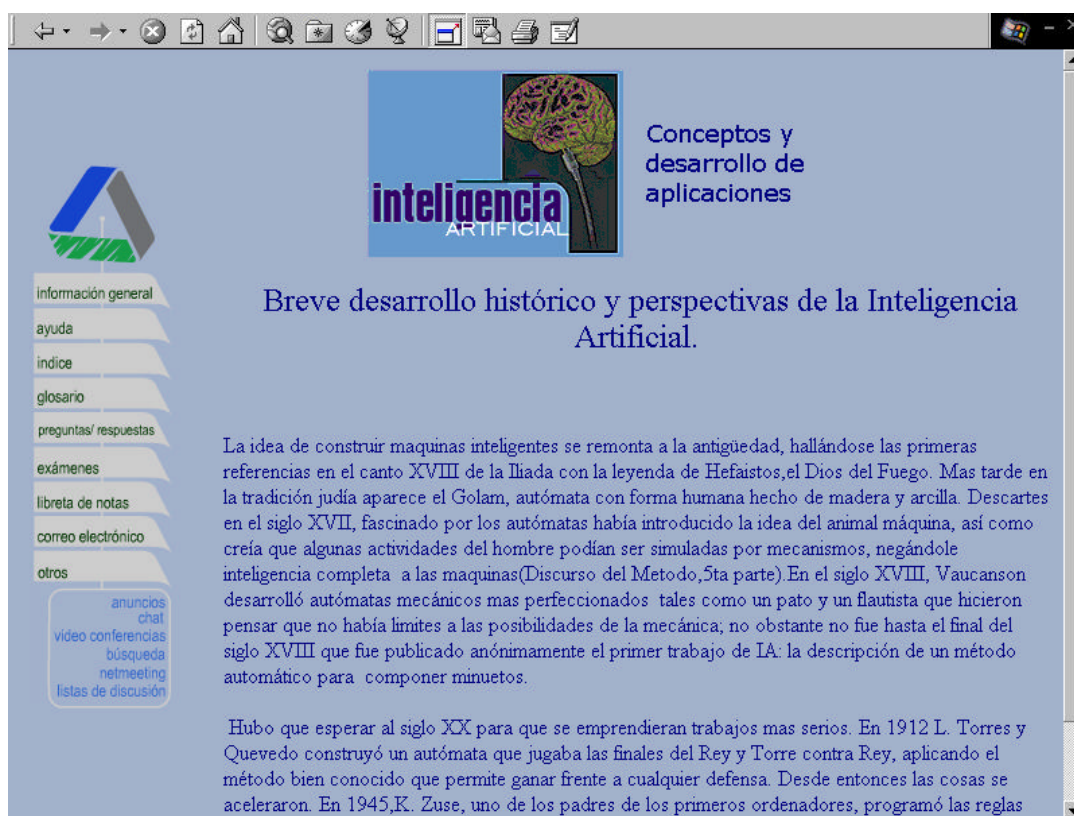 inteligencia
ARTIFICIAL
Conceptos y
desarrollo de
aplicaciones
información general
ayuda
indice
glosario
preguntas/ respuestas
exámenes
libreta de notas
correo electrónico
otros
anuncios
chat
video conferencias
búsqueda
netmeeting
listas de discusión
Breve desarrollo histórico y perspectivas de la Inteligencia
Artificial.
La idea de construir maquinas inteligentes se remonta a la antigüedad, hallándose las primeras
referencias en el canto XVIII de la Iliada con la leyenda de Hefaistos,el Dios del Fuego. Mas tarde en
la tradición judía aparece el Golam, autómata con forma humana hecho de madera y arcilla. Descartes
en el siglo XVII, fascinado por los autómatas había introducido la idea del animal máquina, así como
creía que algunas actividades del hombre podían ser simuladas por mecanismos, negándole
inteligencia completa  a las maquinas(Discurso del Metodo,5ta parte).En el siglo XVIII, Vaucanson
desarrolló autómatas mecánicos mas perfeccionados  tales como un pato y un flautista que hicieron
pensar que no había limites a las posibilidades de la mecánica; no obstante no fue hasta el final del
siglo XVIII que fue publicado anónimamente el primer trabajo de IA: la descripción de un método
automático para  componer minuetos.
Hubo que esperar al siglo XX para que se emprendieran trabajos mas serios. En 1912 L. Torres y
Quevedo construyó un autómata que jugaba las finales del Rey y Torre contra Rey, aplicando el
método bien conocido que permite ganar frente a cualquier defensa. Desde entonces las cosas se
aceleraron. En 1945,K. Zuse, uno de los padres de los primeros ordenadores, programó las reglas